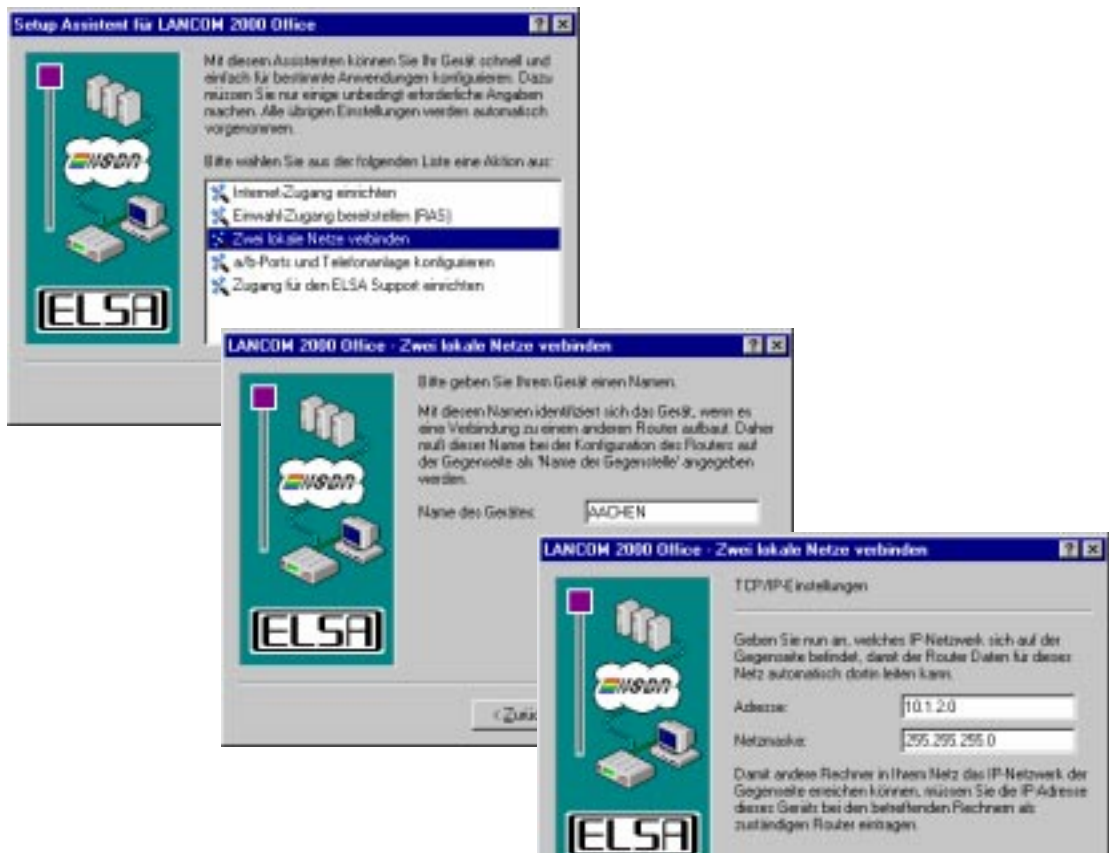 Setup Assistent für LANCOM 2000 Office
Mit diesem Assistenten können Sie Ihr Gerät schnell und
einfach für bestimmte Anwendungen konfigurieren. Dazu
müssen Sie nur einige unbedingt erforderliche Angaben
machen. Alle übrigen Einstellungen werden automatisch
vorgenommen.
Bitte wählen Sie aus der folgenden Liste eine Aktion aus:
Internet-Zugang einrichten
Einwahl-Zugang bereitstellen (RAS)
Zwei lokale Netze verbinden
a/b-Ports und Telefonanlage konfigurieren
Zugang für den ELSA Support einrichten
ISDN
ELSA
LANCOM 2000 Office - Zwei lokale Netze verbinden
Bitte geben Sie Ihrem Gerät einen Namen.
Mit diesem Namen identifiziert sich das Gerät, wenn es
eine Verbindung zu einem anderen Router aufbaut. Daher
muß dieser Name bei der Konfiguration des Routers auf
der Gegenseite als 'Name der Gegenstelle' angegeben
werden.
Name des Gerätes: AACHEN
ISDN
ELSA
< Zurüc
LANCOM 2000 Office - Zwei lokale Netze verbinden
TCP/IP-Einstellungen
Geben Sie nun an, welches IP-Netzwerk sich auf der
Gegenseite befindet, damit der Router Daten für dieses
Netz automatisch dortin leiten kann.
Adresse: 10.1.2.0
Netzmaske: 255.255.255.0
Damit andere Rechner in Ihrem Netz das IP-Netzwerk der
Gegenseite erreichen können, müssen Sie die IP-Adresse
dieses Geräts bei den betreffenden Rechnern als
zuständigen Router eintragen.
ISDN
ELSA